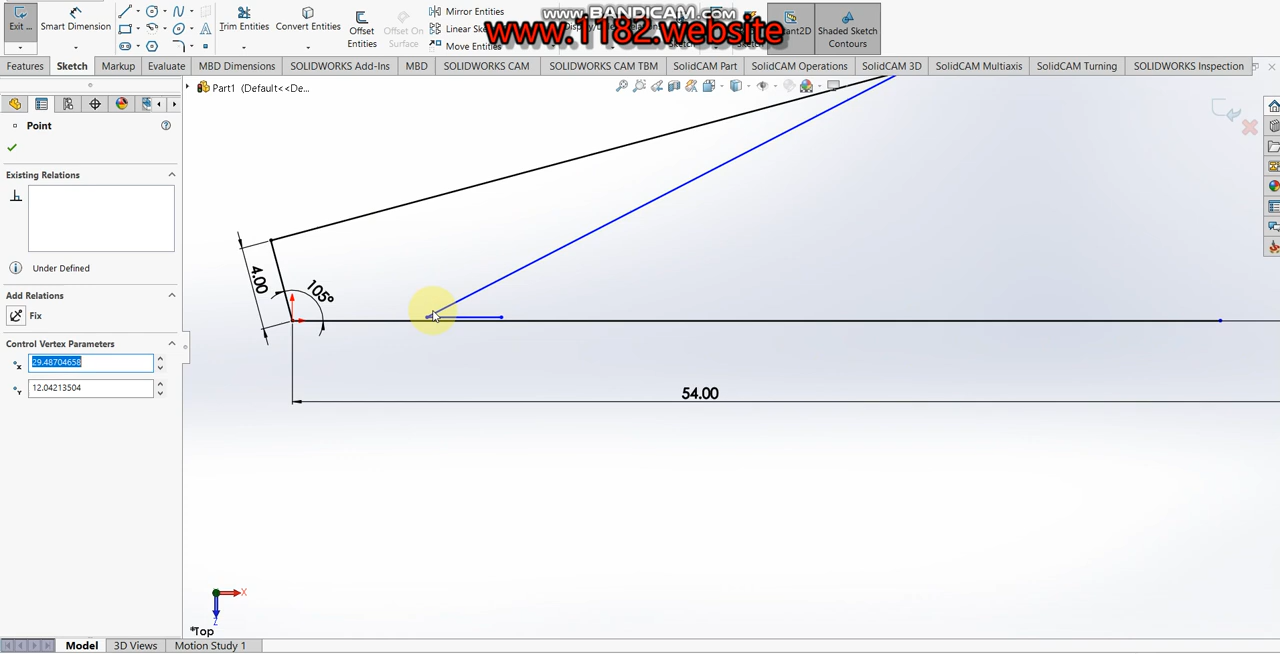 www.BANDICAM.com
www.1182.website
Exit ...
Smart Dimension
Trim Entities
Convert Entities
Offset Entities
Offset On Surface
Mirror Entities
Linear Sk
Move Entities
Instant2D
Shaded Sketch Contours
Features
Sketch
Markup
Evaluate
MBD Dimensions
SOLIDWORKS Add-Ins
MBD
SOLIDWORKS CAM
SOLIDWORKS CAM TBM
SolidCAM Part
SolidCAM Operations
SolidCAM 3D
SolidCAM Multiaxis
SolidCAM Turning
SOLIDWORKS Inspection
Part1 (Default<<De...
Point
Existing Relations
Under Defined
Add Relations
Fix
Control Vertex Parameters
29.48704658
12.04213504
4.00
105°
54.00
X
Z
*Top
Model
3D Views
Motion Study 1